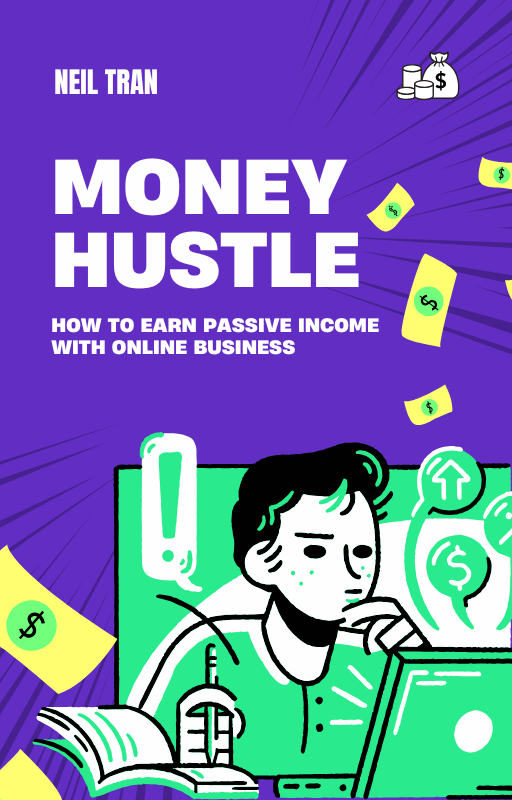 NEIL TRAN
$
MONEY
HUSTLE
HOW TO EARN PASSIVE INCOME
WITH ONLINE BUSINESS
$
$
$
$
$
$
%